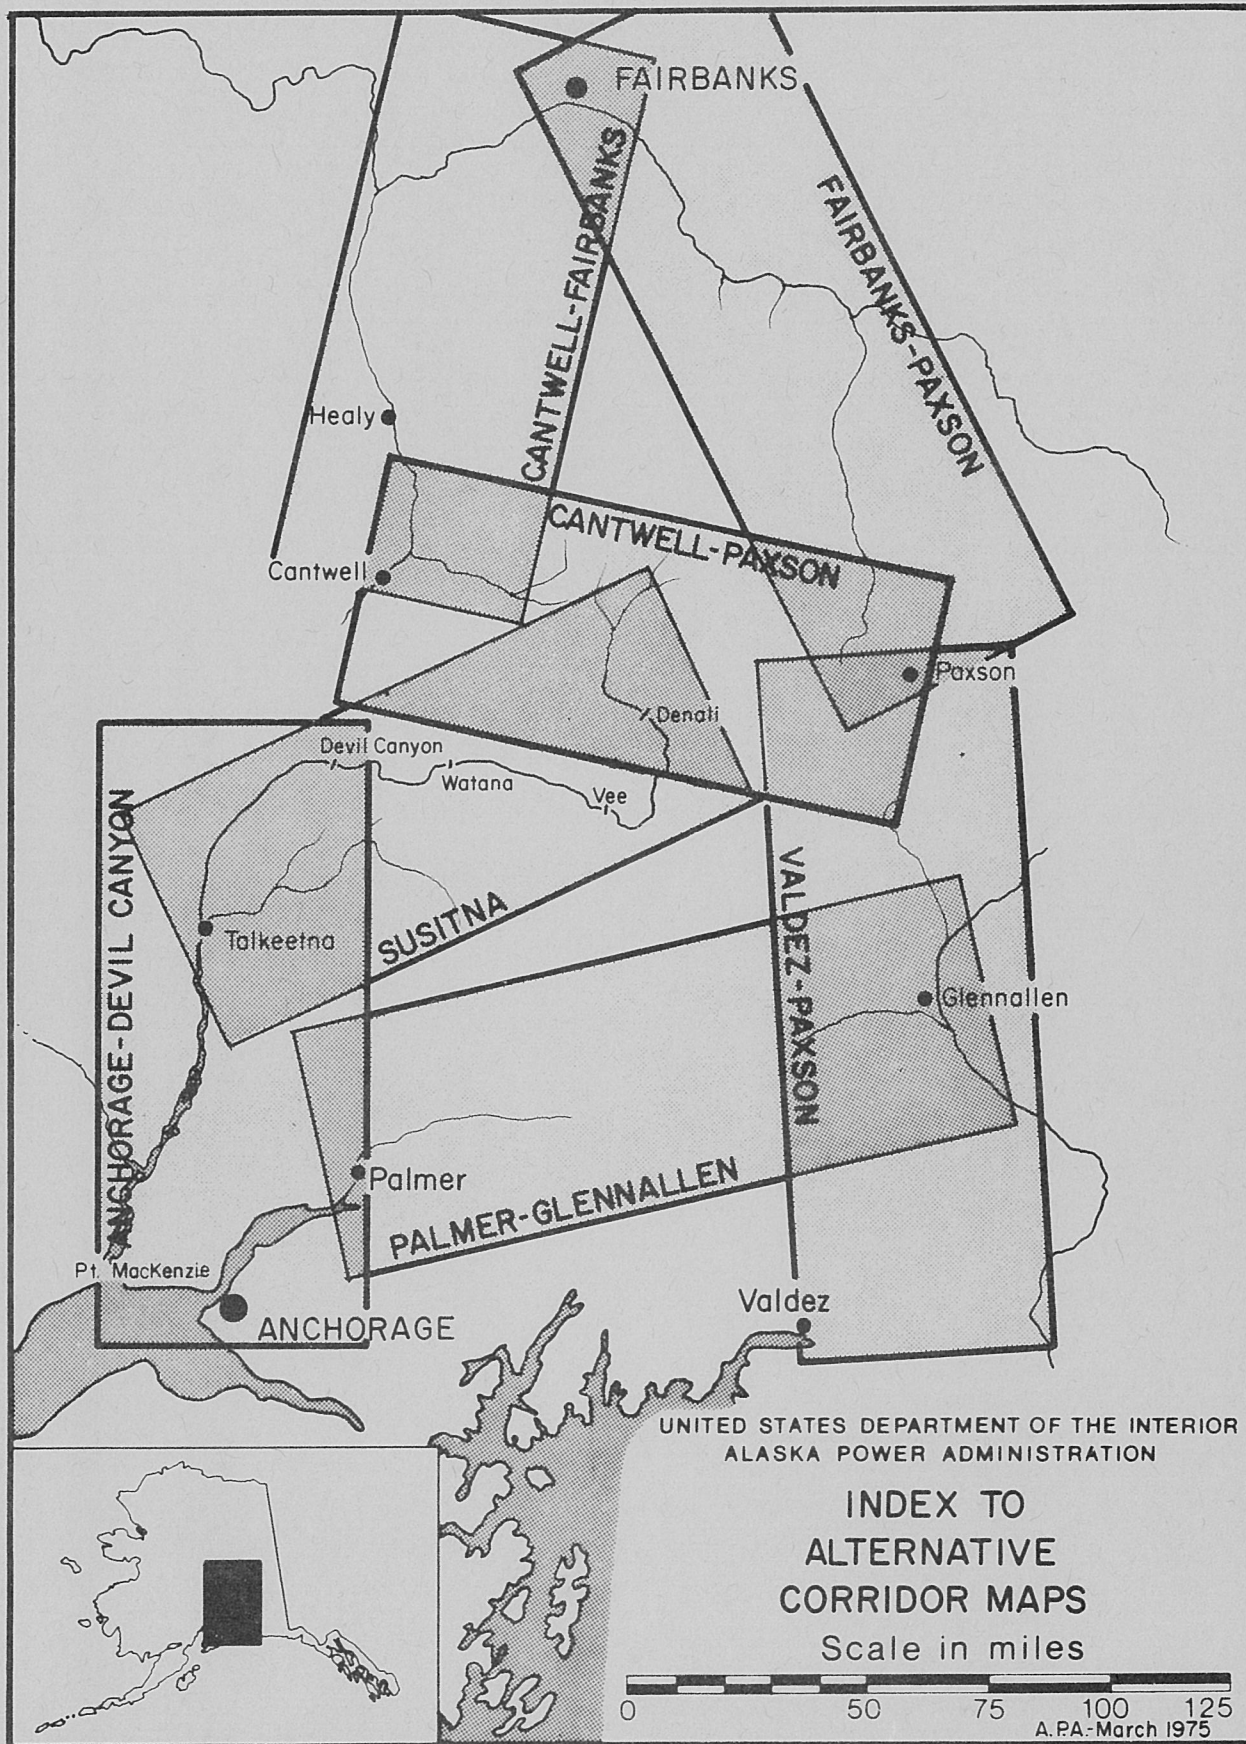 FAIRBANKS
CANTWELL-FAIRBANKS
FAIRBANKS-PAXSON
Healy
CANTWELL-PAXSON
Cantwell
Paxson
Denali
Devil Canyon
Watana
Vee
ANCHORAGE-DEVIL CANYON
VALDEZ-PAXSON
SUSITNA
Talkeetna
Glennallen
Palmer
PALMER-GLENNALLEN
Pt. MacKenzie
ANCHORAGE
Valdez
UNITED STATES DEPARTMENT OF THE INTERIOR
ALASKA POWER ADMINISTRATION
INDEX TO
ALTERNATIVE
CORRIDOR MAPS
Scale in miles
0 50 75 100 125
A.P.A.-March 1975